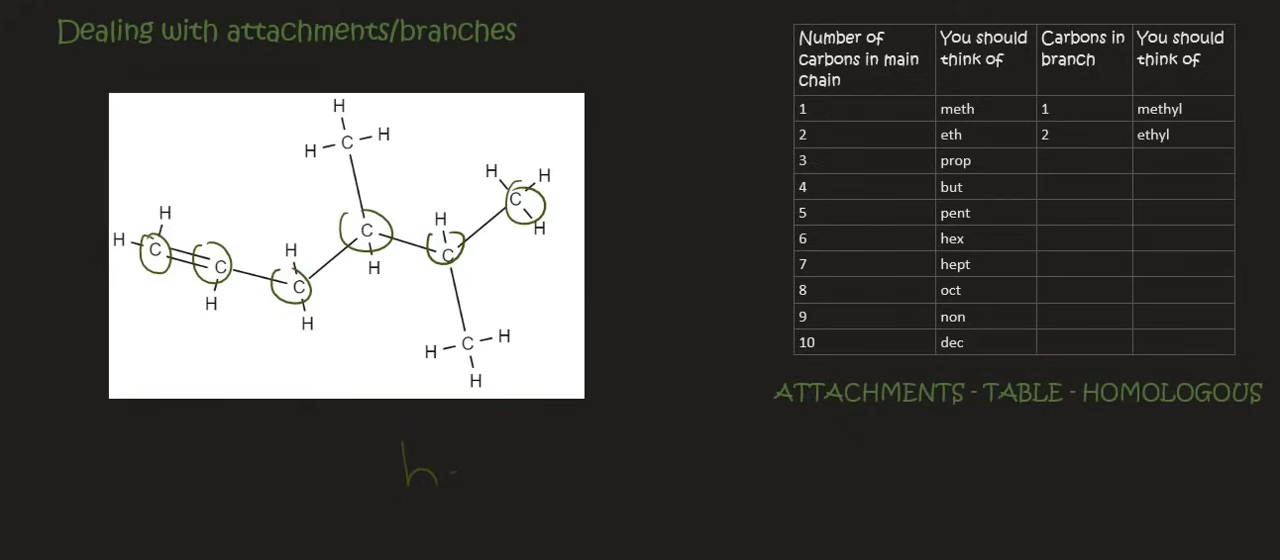 Dealing with attachments/branches
Number of carbons in main chain You should think of Carbons in branch You should think of
1 meth 1 methyl
2 eth 2 ethyl
3 prop
4 but
5 pent
6 hex
7 hept
8 oct
9 non
10 dec
ATTACHMENTS - TABLE - HOMOLOGOUS
H
H C H
H H
H H
C H
C
C C H
H H
C C
H C
H H
H
H C H
H
h